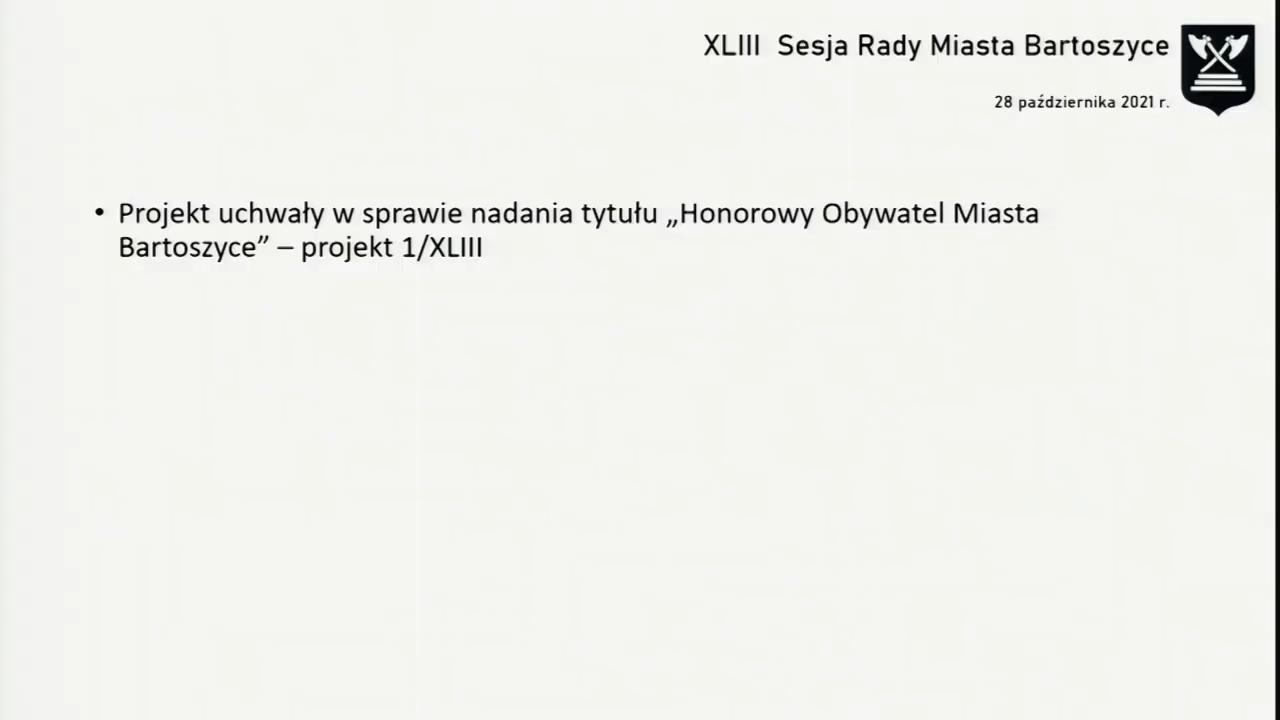 XLIII Sesja Rady Miasta Bartoszyce
28 października 2021 r.
• Projekt uchwały w sprawie nadania tytułu „Honorowy Obywatel Miasta
Bartoszyce” – projekt 1/XLIII